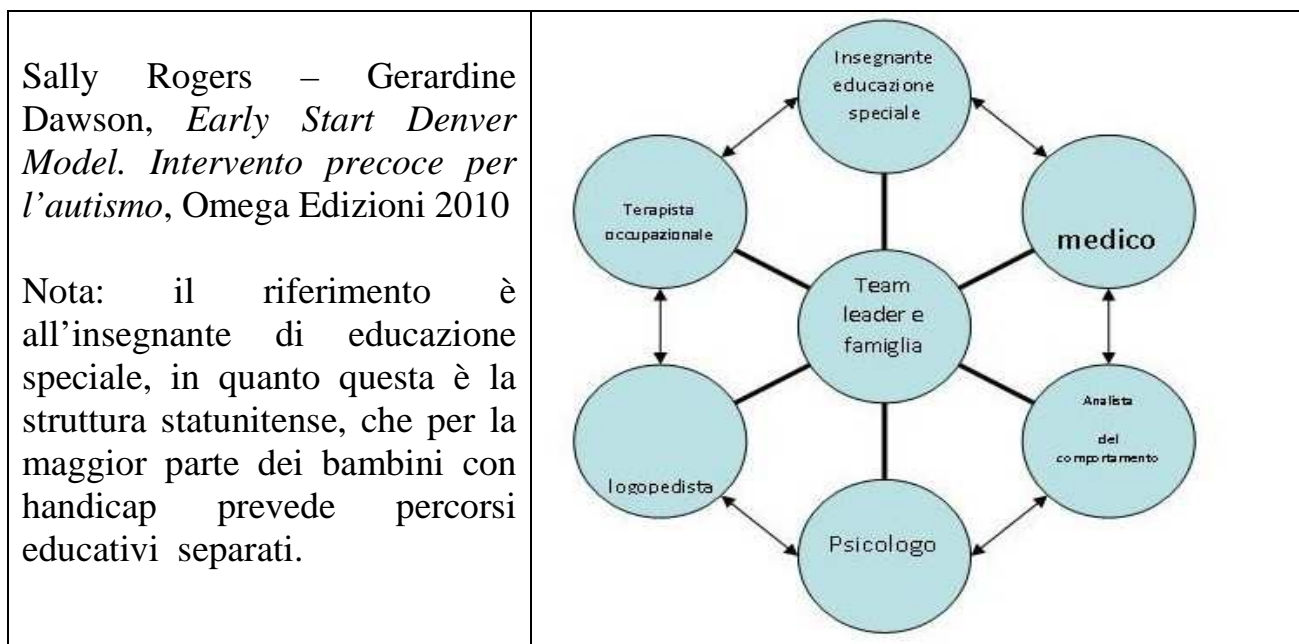 Sally Rogers – Gerardine
Dawson, Early Start Denver
Model. Intervento precoce per
l’autismo, Omega Edizioni 2010
Nota: il riferimento è
all’insegnante di educazione
speciale, in quanto questa è la
struttura statunitense, che per la
maggior parte dei bambini con
handicap prevede percorsi
educativi separati.
Insegnante
educazione
speciale
Terapista
occupazionale
medico
Team
leader e
famiglia
logopedista
Analista
del
comportamento
Psicologo